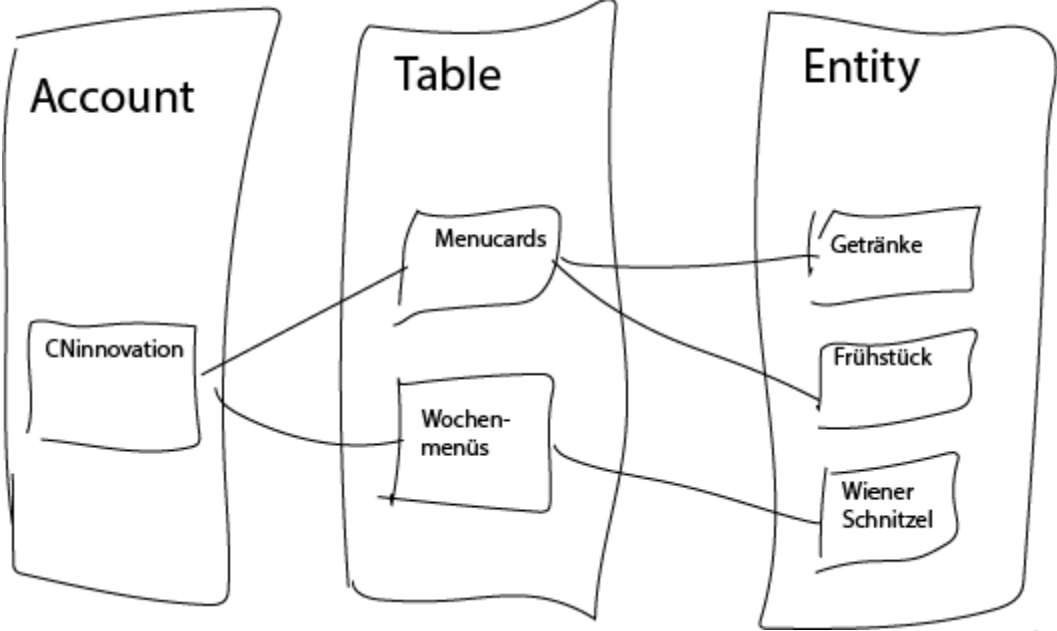 Account
Table
Entity
CNinnovation
Menucards
Wochen-
menüs
Getränke
Frühstück
Wiener
Schnitzel